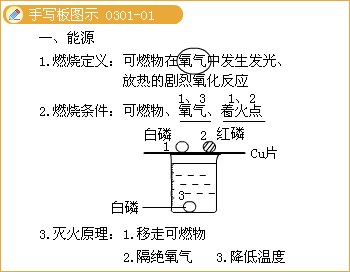 手写板图示 0301-01
一、能源
1.燃烧定义：可燃物在氧气中发生发光、
放热的剧烈氧化反应
1、3 1、2
2.燃烧条件：可燃物、氧气、着火点
白磷 2 红磷
1
Cu片
3
白磷
3.灭火原理：1.移走可燃物
2.隔绝氧气 3.降低温度